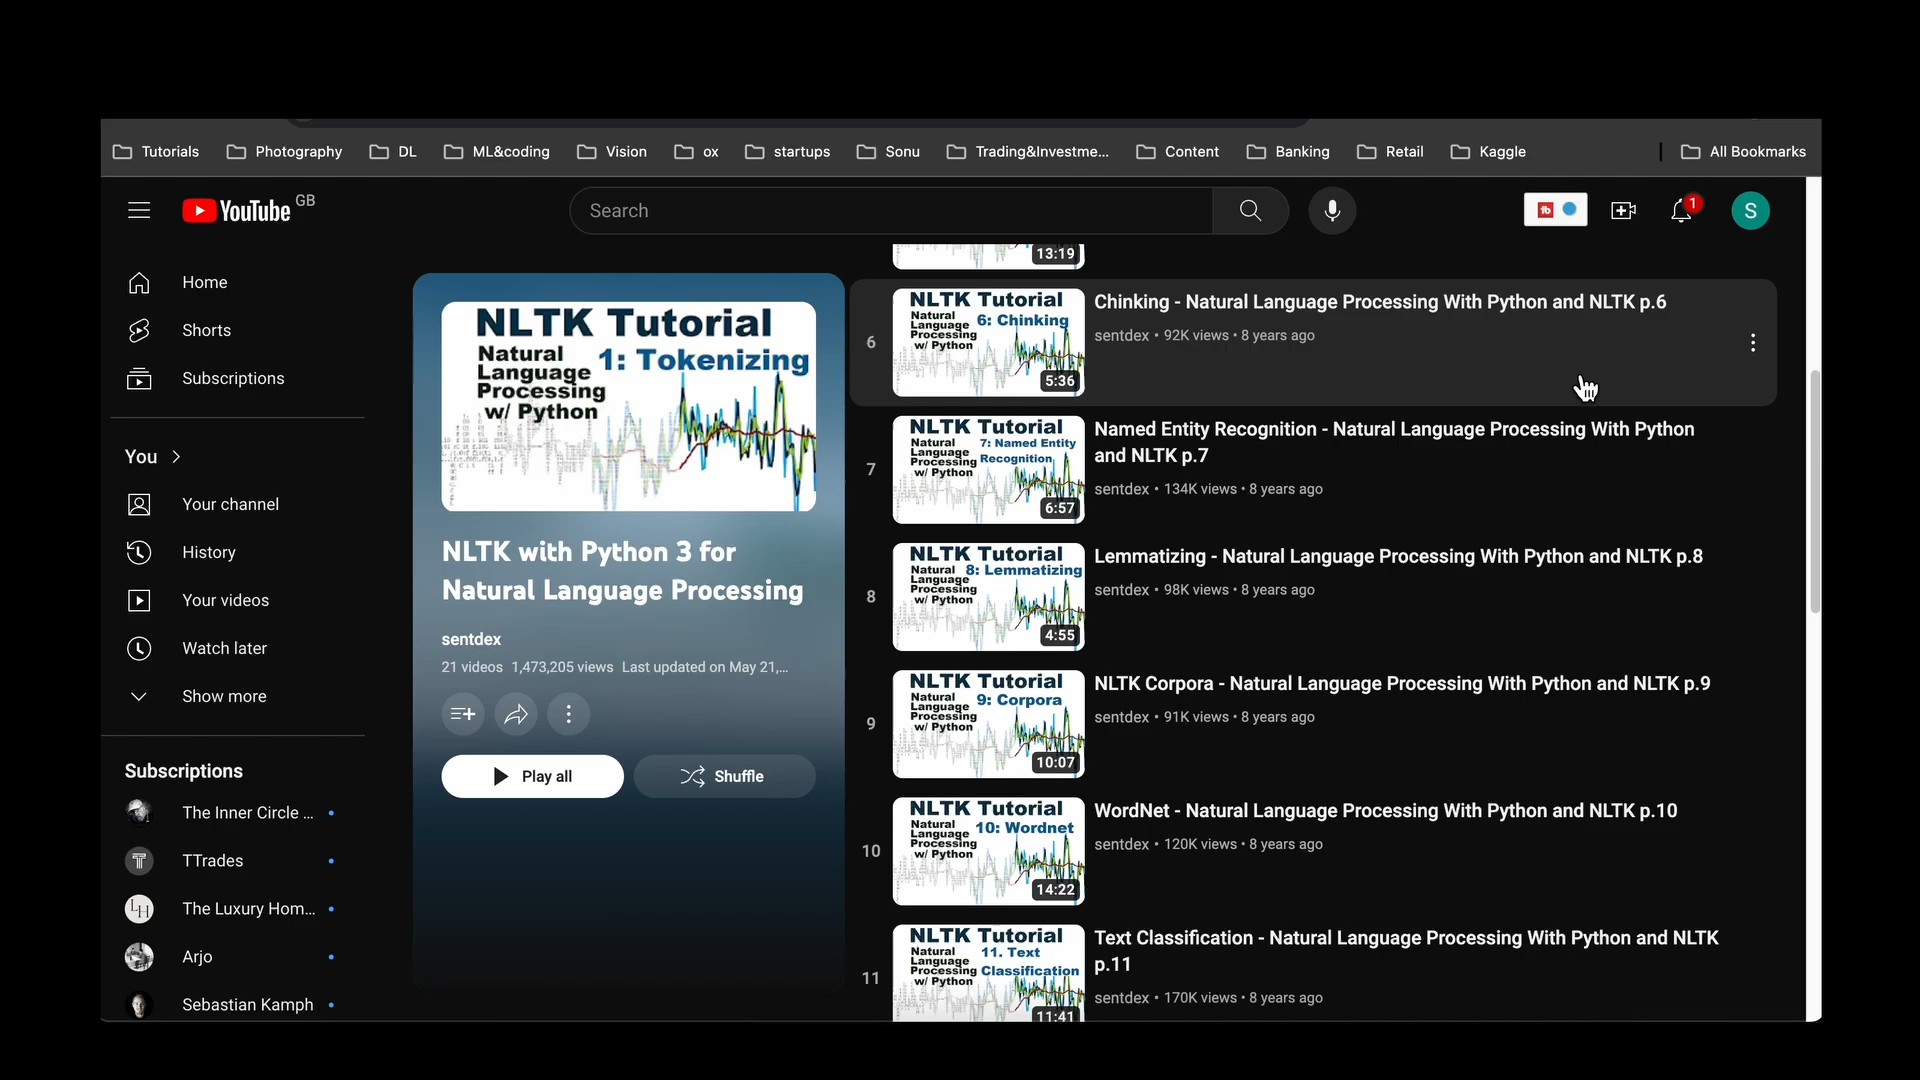 Tutorials
Photography
DL
ML&coding
Vision
ox
startups
Sonu
Trading&Investme...
Content
Banking
Retail
Kaggle
All Bookmarks
YouTube GB
Search
tb
1
S
Home
Shorts
Subscriptions
You
Your channel
History
Your videos
Watch later
Show more
Subscriptions
The Inner Circle ...
TTrades
LH
The Luxury Hom...
Arjo
Sebastian Kamph
NLTK Tutorial
Natural
Language
Processing
w/ Python
1: Tokenizing
NLTK with Python 3 for
Natural Language Processing
sentdex
21 videos 1,473,205 views Last updated on May 21,...
Play all
Shuffle
13:19
6
NLTK Tutorial
Natural
Language
Processing
w/ Python
6: Chinking
5:36
Chinking - Natural Language Processing With Python and NLTK p.6
sentdex • 92K views • 8 years ago
7
NLTK Tutorial
Natural
Language
Processing
w/ Python
7: Named Entity
Recognition
6:57
Named Entity Recognition - Natural Language Processing With Python
and NLTK p.7
sentdex • 134K views • 8 years ago
8
NLTK Tutorial
Natural
Language
Processing
w/ Python
8: Lemmatizing
4:55
Lemmatizing - Natural Language Processing With Python and NLTK p.8
sentdex • 98K views • 8 years ago
9
NLTK Tutorial
Natural
Language
Processing
w/ Python
9: Corpora
10:07
NLTK Corpora - Natural Language Processing With Python and NLTK p.9
sentdex • 91K views • 8 years ago
10
NLTK Tutorial
Natural
Language
Processing
w/ Python
10: Wordnet
14:22
WordNet - Natural Language Processing With Python and NLTK p.10
sentdex • 120K views • 8 years ago
11
NLTK Tutorial
Natural
Language
Processing
w/ Python
11. Text
Classification
11:41
Text Classification - Natural Language Processing With Python and NLTK
p.11
sentdex • 170K views • 8 years ago